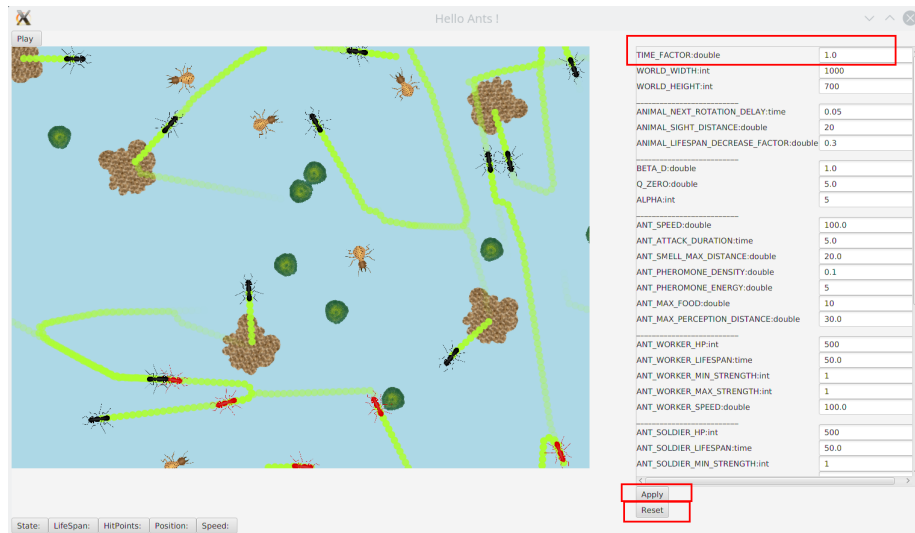 Hello Ants !
Play
TIME_FACTOR:double 1.0
WORLD_WIDTH:int 1000
WORLD_HEIGHT:int 700
ANIMAL_NEXT_ROTATION_DELAY:time 0.05
ANIMAL_SIGHT_DISTANCE:double 20
ANIMAL_LIFESPAN_DECREASE_FACTOR:double 0.3
BETA_D:double 1.0
Q_ZERO:double 5.0
ALPHA:int 5
ANT_SPEED:double 100.0
ANT_ATTACK_DURATION:time 5.0
ANT_SMELL_MAX_DISTANCE:double 20.0
ANT_PHEROMONE_DENSITY:double 0.1
ANT_PHEROMONE_ENERGY:double 5
ANT_MAX_FOOD:double 10
ANT_MAX_PERCEPTION_DISTANCE:double 30.0
ANT_WORKER_HP:int 500
ANT_WORKER_LIFESPAN:time 50.0
ANT_WORKER_MIN_STRENGTH:int 1
ANT_WORKER_MAX_STRENGTH:int 1
ANT_WORKER_SPEED:double 100.0
ANT_SOLDIER_HP:int 500
ANT_SOLDIER_LIFESPAN:time 50.0
ANT_SOLDIER_MIN_STRENGTH:int 1
Apply
Reset
State: LifeSpan: HitPoints: Position: Speed: